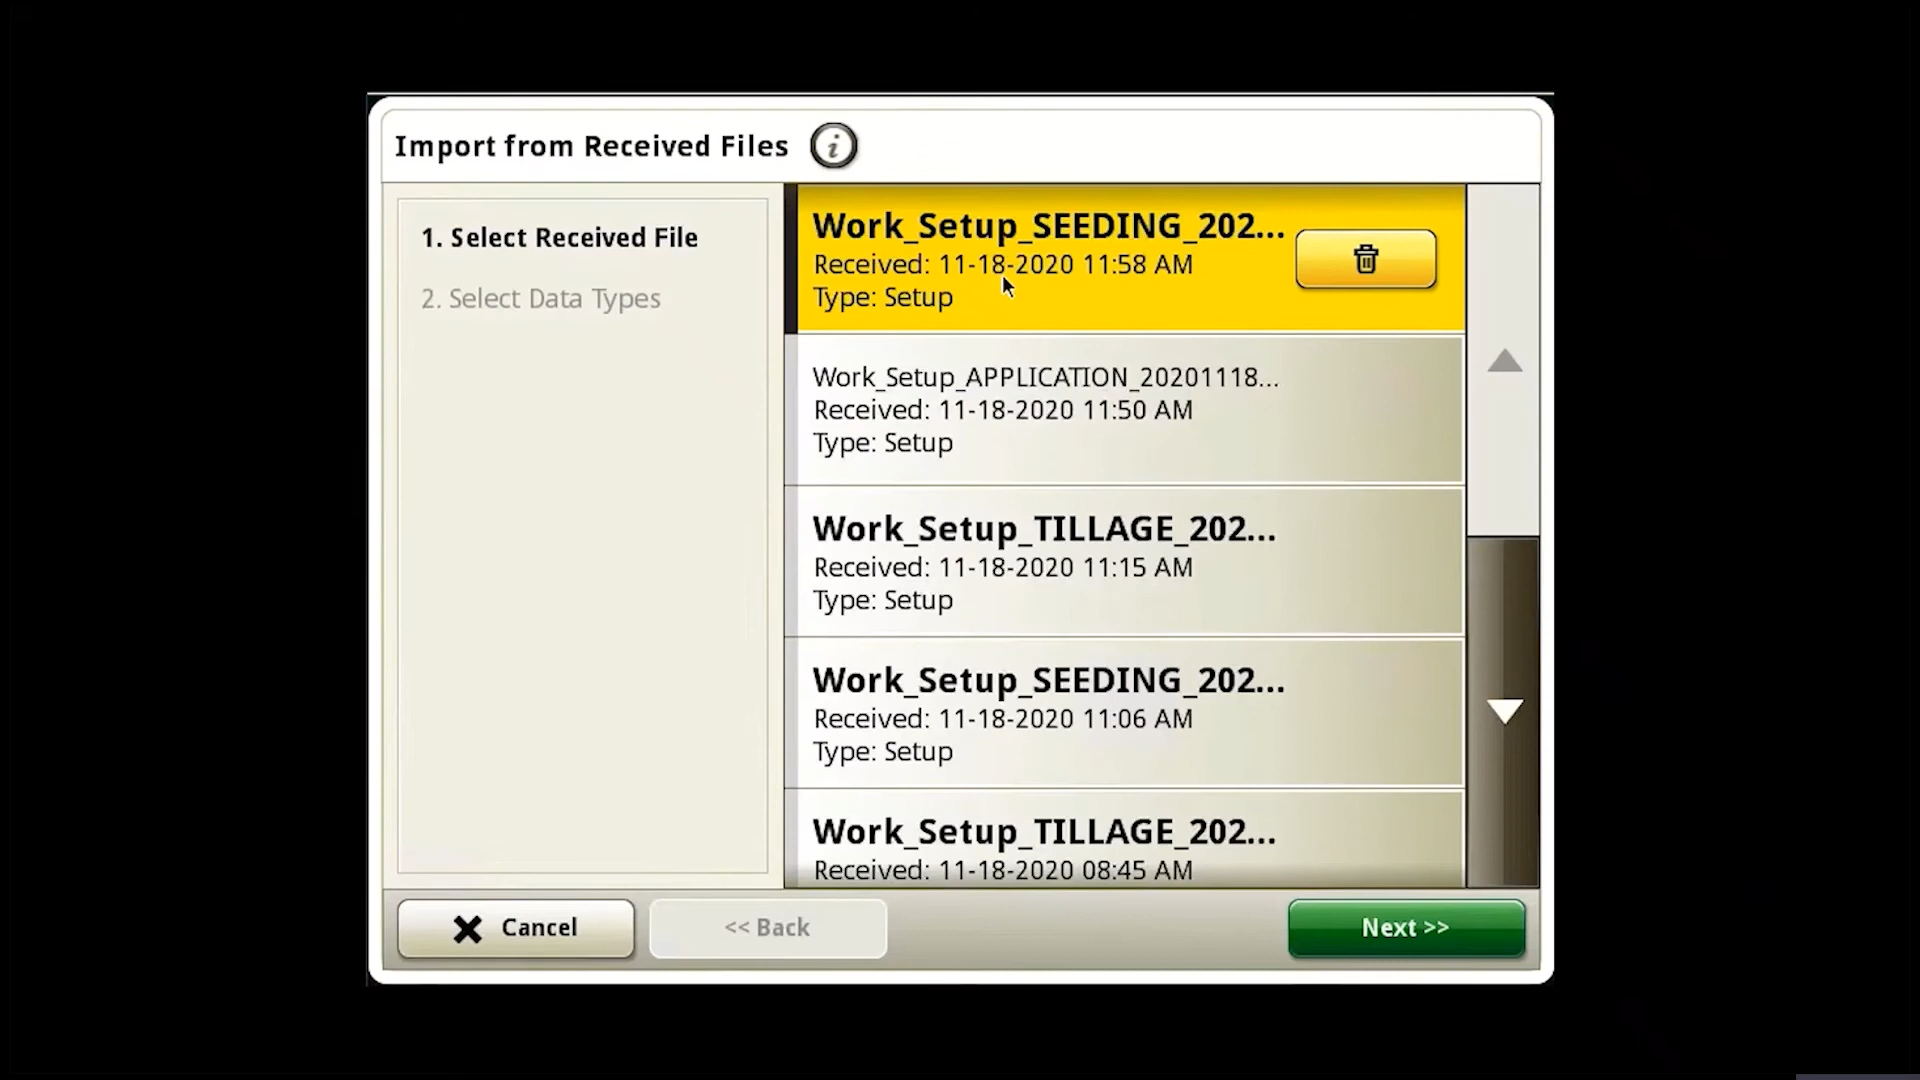 Import from Received Files i
1. Select Received File
2. Select Data Types
Work_Setup_SEEDING_202...
Received: 11-18-2020 11:58 AM
Type: Setup
Work_Setup_APPLICATION_20201118...
Received: 11-18-2020 11:50 AM
Type: Setup
Work_Setup_TILLAGE_202...
Received: 11-18-2020 11:15 AM
Type: Setup
Work_Setup_SEEDING_202...
Received: 11-18-2020 11:06 AM
Type: Setup
Work_Setup_TILLAGE_202...
Received: 11-18-2020 08:45 AM
Cancel
<< Back
Next >>